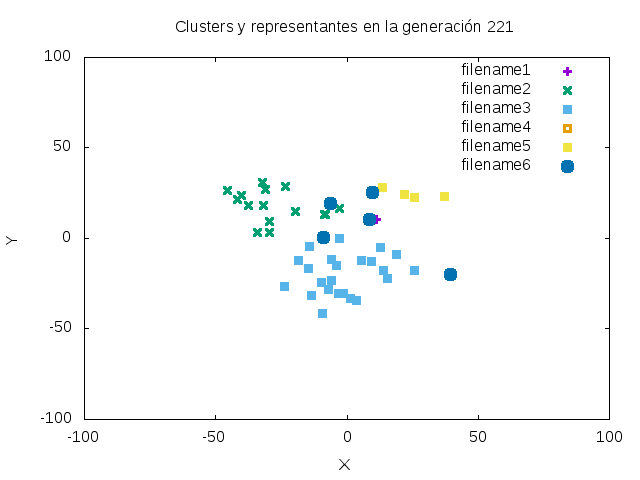 Clusters y representantes en la generación 221
100
50
0
-50
-100
-100
-50
0
50
100
Y
X
filename1
filename2
filename3
filename4
filename5
filename6